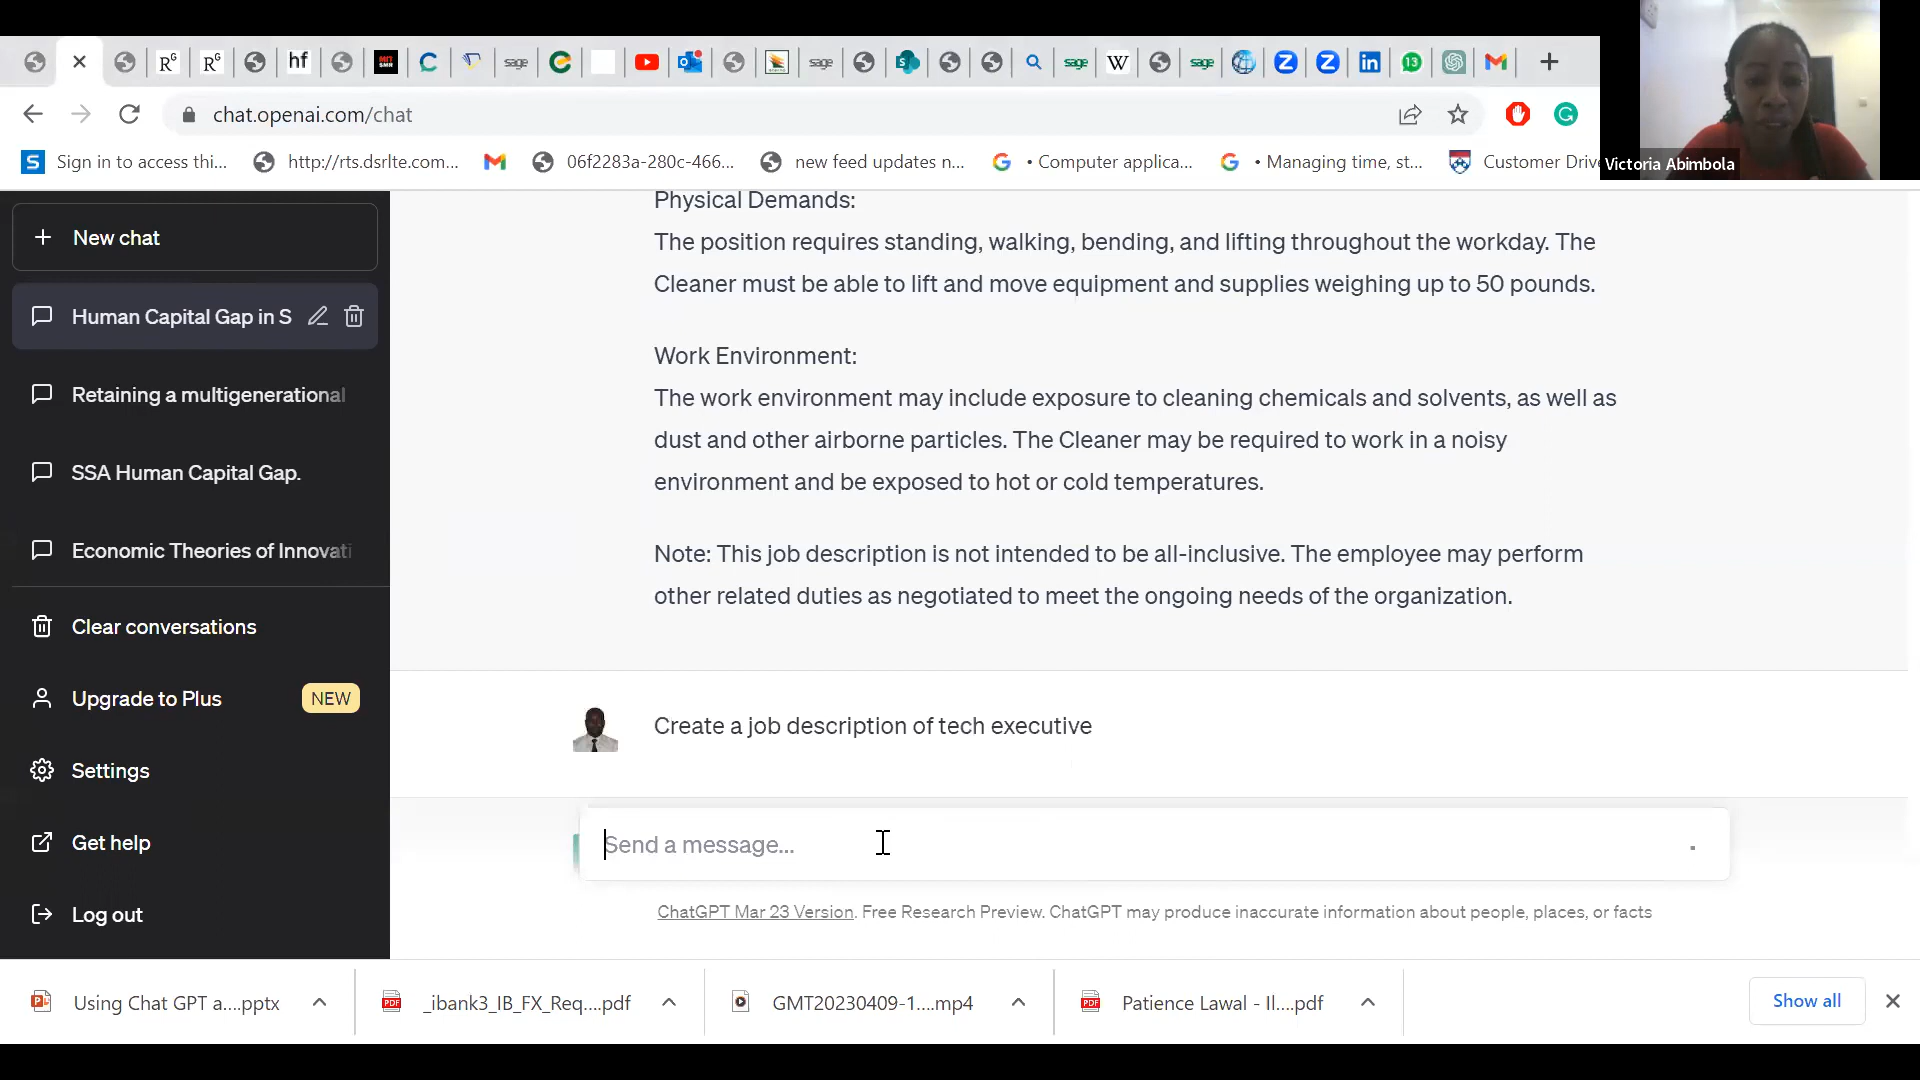 R^G
R^G
hf
MIT
SMR
sage
sage
sage
W
sage
13
chat.openai.com/chat
Sign in to access thi...
http://rts.dsrlte.com...
06f2283a-280c-466...
new feed updates n...
• Computer applica...
• Managing time, st...
Customer Drive
Victoria Abimbola
New chat
Human Capital Gap in S
Retaining a multigenerational
SSA Human Capital Gap.
Economic Theories of Innovati
Clear conversations
Upgrade to Plus NEW
Settings
Get help
Log out
Physical Demands:
The position requires standing, walking, bending, and lifting throughout the workday. The
Cleaner must be able to lift and move equipment and supplies weighing up to 50 pounds.
Work Environment:
The work environment may include exposure to cleaning chemicals and solvents, as well as
dust and other airborne particles. The Cleaner may be required to work in a noisy
environment and be exposed to hot or cold temperatures.
Note: This job description is not intended to be all-inclusive. The employee may perform
other related duties as negotiated to meet the ongoing needs of the organization.
Create a job description of tech executive
Send a message...
ChatGPT Mar 23 Version. Free Research Preview. ChatGPT may produce inaccurate information about people, places, or facts
Using Chat GPT a....pptx
_ibank3_IB_FX_Req....pdf
GMT20230409-1....mp4
Patience Lawal - Il....pdf
Show all